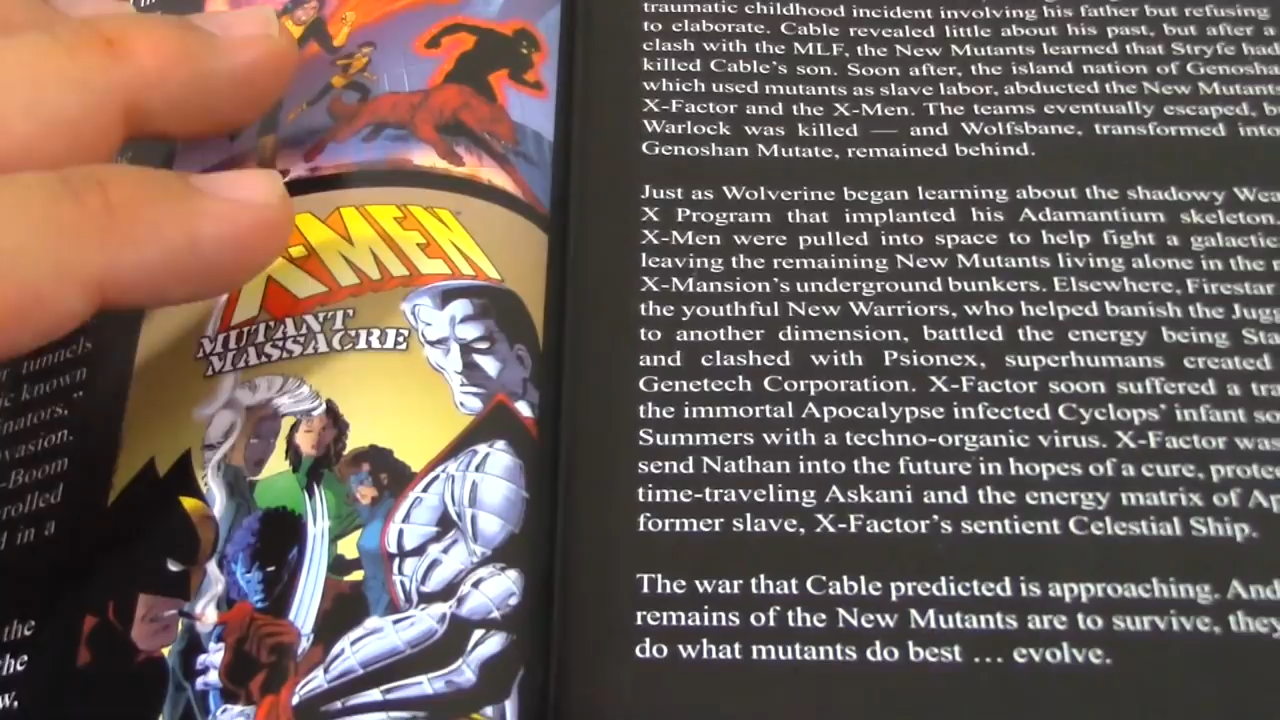 X-MEN
MUTANT
MASSACRE
tunnels
known
vasion.
-Boom
in a
the
traumatic childhood incident involving his father but refusing
to elaborate. Cable revealed little about his past, but after a
clash with the MLF, the New Mutants learned that Stryfe had
killed Cable's son. Soon after, the island nation of Genosha
which used mutants as slave labor, abducted the New Mutants
X-Factor and the X-Men. The teams eventually escaped, b
Warlock was killed — and Wolfsbane, transformed into
Genoshan Mutate, remained behind.
Just as Wolverine began learning about the shadowy Wea
X Program that implanted his Adamantium skeleton.
X-Men were pulled into space to help fight a galactic
leaving the remaining New Mutants living alone in the r
X-Mansion's underground bunkers. Elsewhere, Firestar
the youthful New Warriors, who helped banish the Jugg
to another dimension, battled the energy being Sta
and clashed with Psionex, superhumans created
Genetech Corporation. X-Factor soon suffered a tra
the immortal Apocalypse infected Cyclops' infant so
Summers with a techno-organic virus. X-Factor was
send Nathan into the future in hopes of a cure, protec
time-traveling Askani and the energy matrix of Ap
former slave, X-Factor's sentient Celestial Ship.
The war that Cable predicted is approaching. And
remains of the New Mutants are to survive, they
do what mutants do best … evolve.